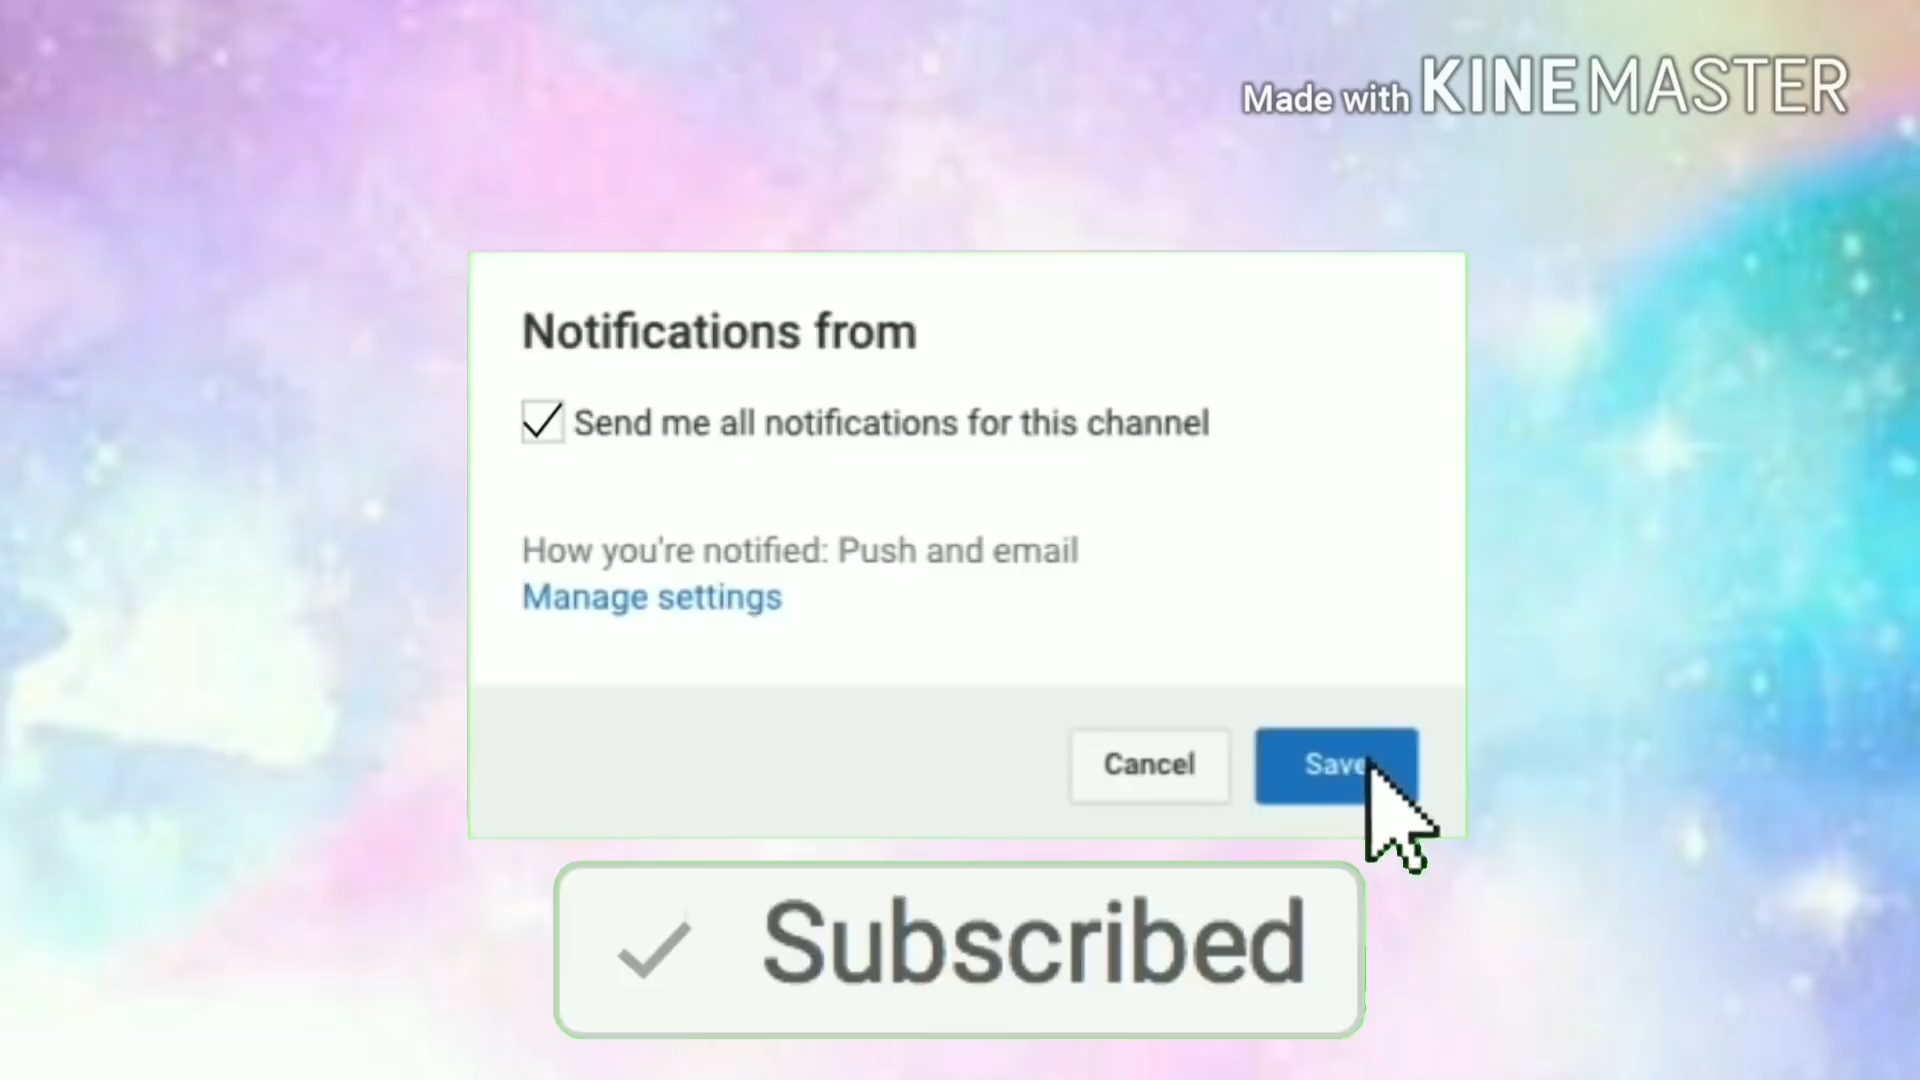 Made with KINEMASTER
Notifications from
Send me all notifications for this channel
How you're notified: Push and email
Manage settings
Cancel
Save
Subscribed